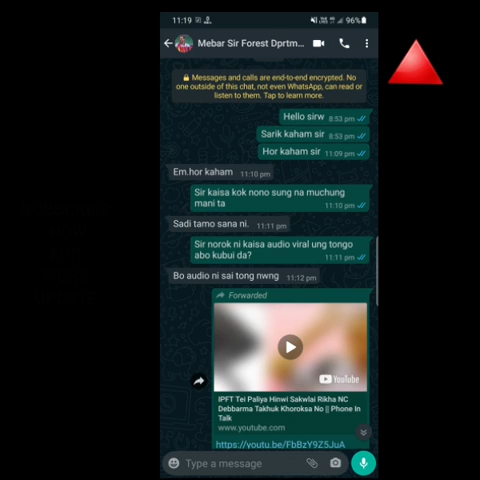 11:19
96%
Mebar Sir Forest Dprtm...
Messages and calls are end-to-end encrypted. No
one outside of this chat, not even WhatsApp, can read or
listen to them. Tap to learn more.
Hello sirw 8:53 pm
Sarik kaham sir 8:53 pm
Hor kaham sir 11:09 pm
Em.hor kaham 11:10 pm
Sir kaisa kok nono sung na muchung
mani ta 11:10 pm
Sadi tamo sana ni. 11:11 pm
Sir norok ni kaisa audio viral ung tongo
abo kubui da? 11:11 pm
Bo audio ni sai tong nwng 11:12 pm
Forwarded
YouTube
IPFT Tei Paliya Hinwi Sakwlai Rikha NC
Debbarma Takhuk Khoroksa No || Phone In
Talk
www.youtube.com
https://youtu.be/FbBzY9Z5JuA
Type a message